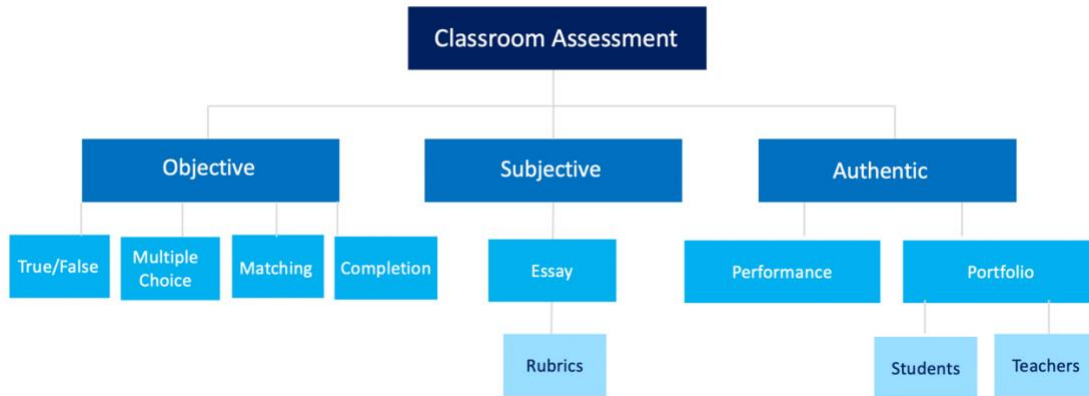 Classroom Assessment
Objective
Subjective
Authentic
True/False
Multiple
Choice
Matching
Completion
Essay
Performance
Portfolio
Rubrics
Students
Teachers